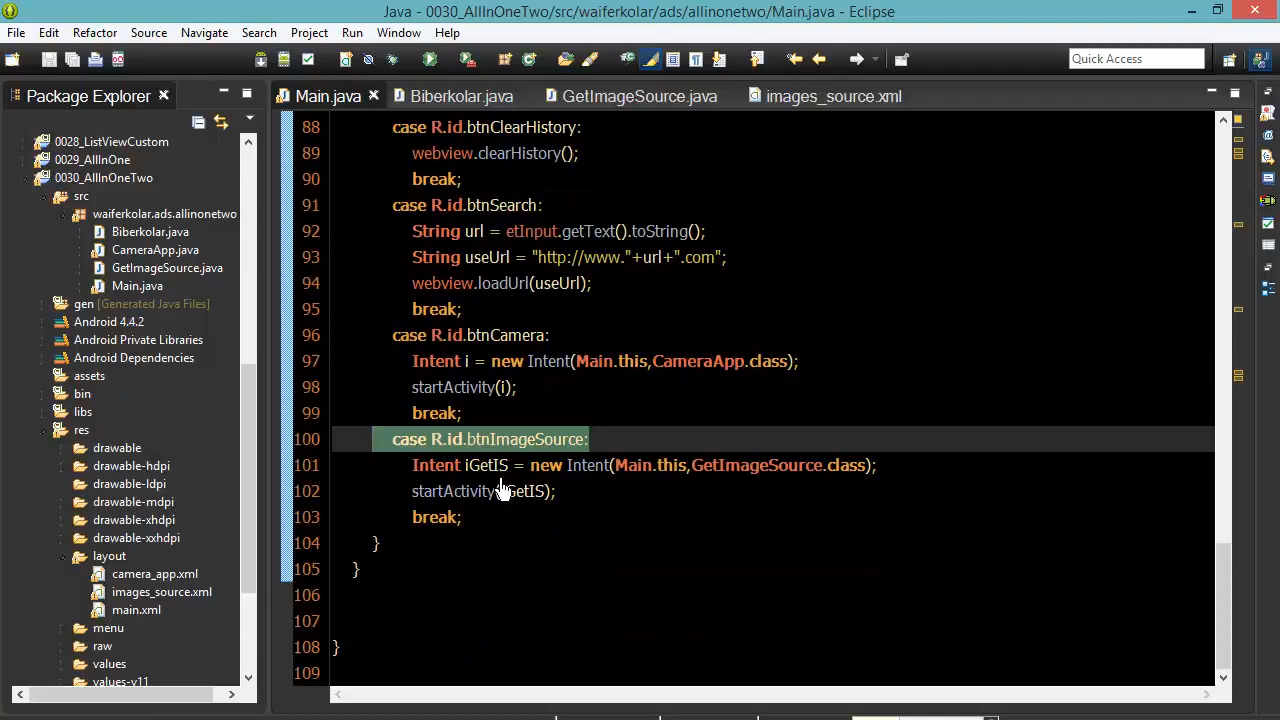 Java - 0030_AllInOneTwo/src/waiferkolar/ads/allinonetwo/Main.java - Eclipse
File Edit Refactor Source Navigate Search Project Run Window Help
Quick Access
Package Explorer
Main.java Biberkolar.java GetImageSource.java images_source.xml
0028_ListViewCustom
0029_AllInOne
0030_AllInOneTwo
src
waiferkolar.ads.allinonetwo
Biberkolar.java
CameraApp.java
GetImageSource.java
Main.java
gen [Generated Java Files]
Android 4.4.2
Android Private Libraries
Android Dependencies
assets
bin
libs
res
drawable
drawable-hdpi
drawable-ldpi
drawable-mdpi
drawable-xhdpi
drawable-xxhdpi
layout
camera_app.xml
images_source.xml
main.xml
menu
raw
values
values-v11
88 case R.id.btnClearHistory:
89 webview.clearHistory();
90 break;
91 case R.id.btnSearch:
92 String url = etInput.getText().toString();
93 String useUrl = "http://www."+url+".com";
94 webview.loadUrl(useUrl);
95 break;
96 case R.id.btnCamera:
97 Intent i = new Intent(Main.this,CameraApp.class);
98 startActivity(i);
99 break;
100 case R.id.btnImageSource:
101 Intent iGetIS = new Intent(Main.this,GetImageSource.class);
102 startActivity(iGetIS);
103 break;
104 }
105 }
106
107
108 }
109